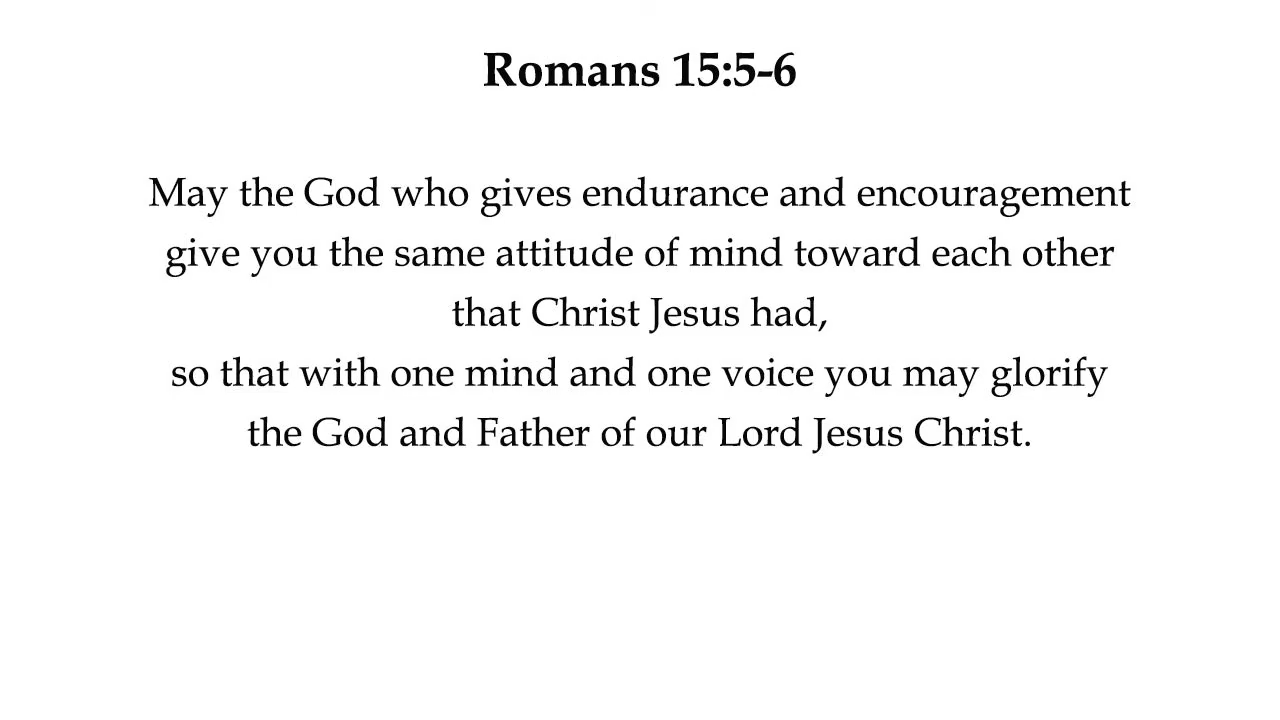 Romans 15:5-6
May the God who gives endurance and encouragement
give you the same attitude of mind toward each other
that Christ Jesus had,
so that with one mind and one voice you may glorify
the God and Father of our Lord Jesus Christ.